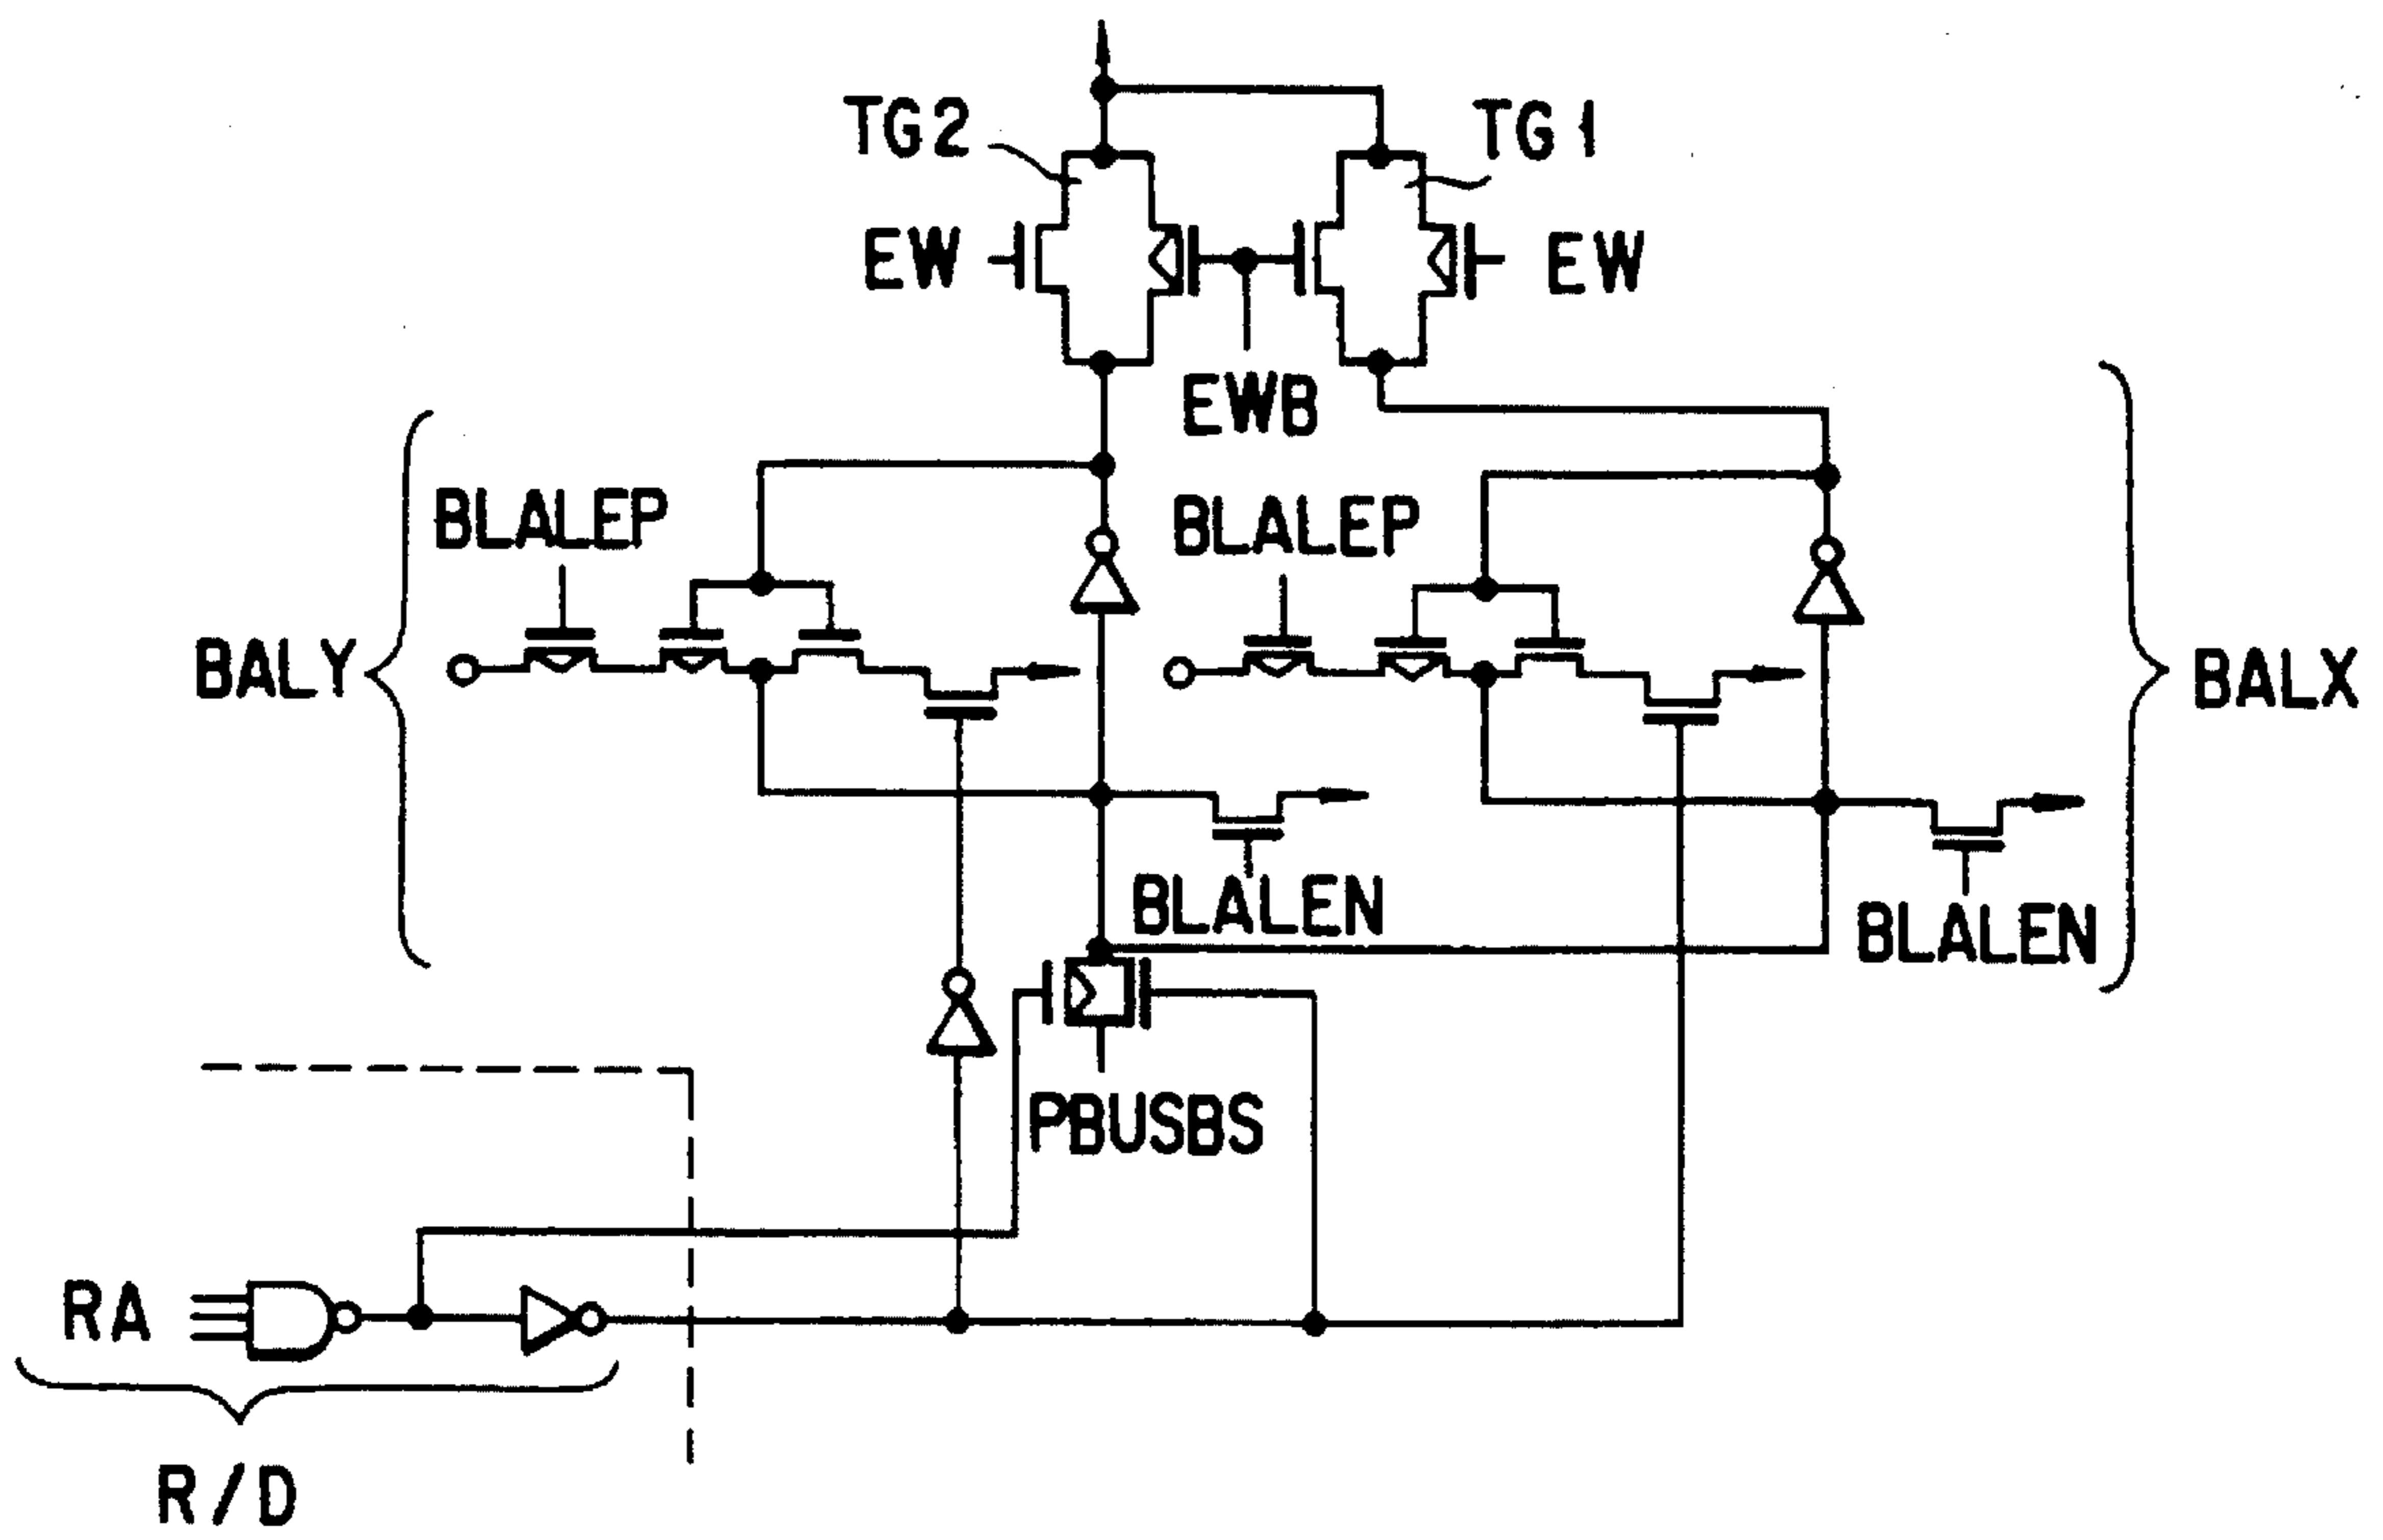 TG2
TG1
EW
EW
EWB
BLALEP
BLALEP
BALY
BALX
BLALEN
BLALEN
PBUSBS
RA
R/D